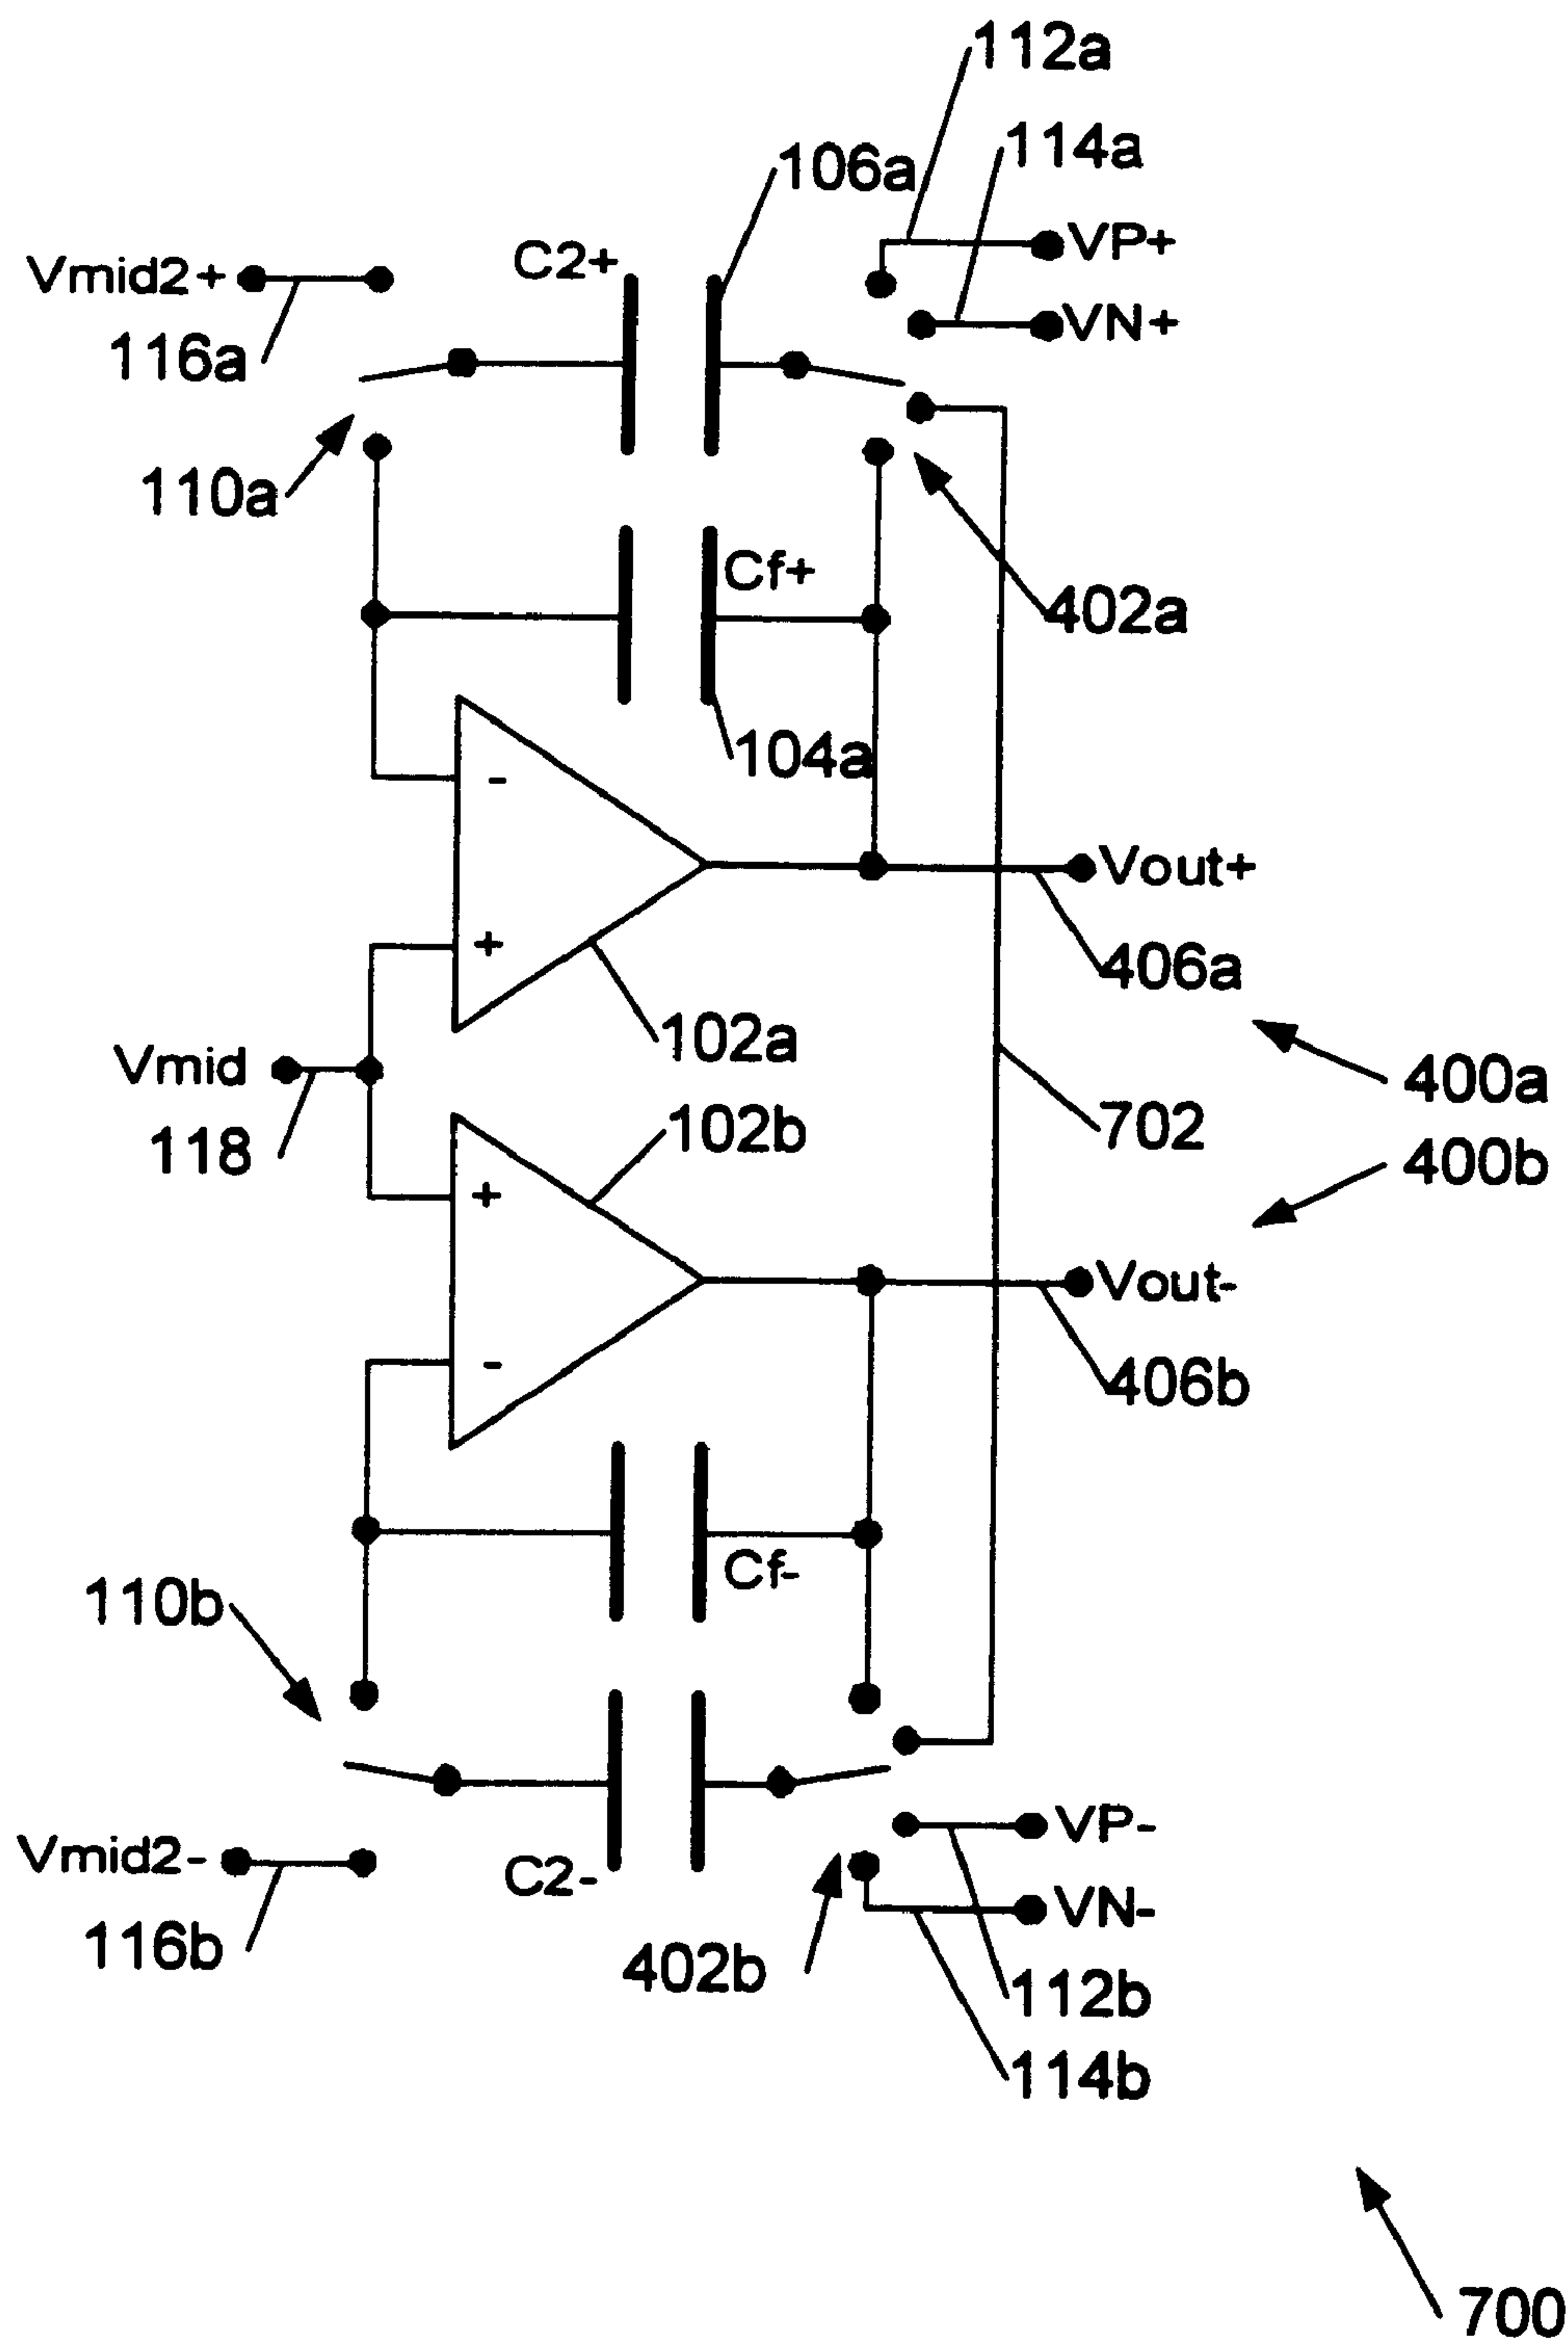 112a
114a
106a
VP+
C2+
Vmid2+
VN+
116a
110a
Cf+
402a
104a
-
Vout+
+
406a
102a
Vmid
400a
702
102b
118
400b
+
Vout-
-
406b
Cf-
110b
VP-
Vmid2-
C2-
VN-
116b
402b
112b
114b
700